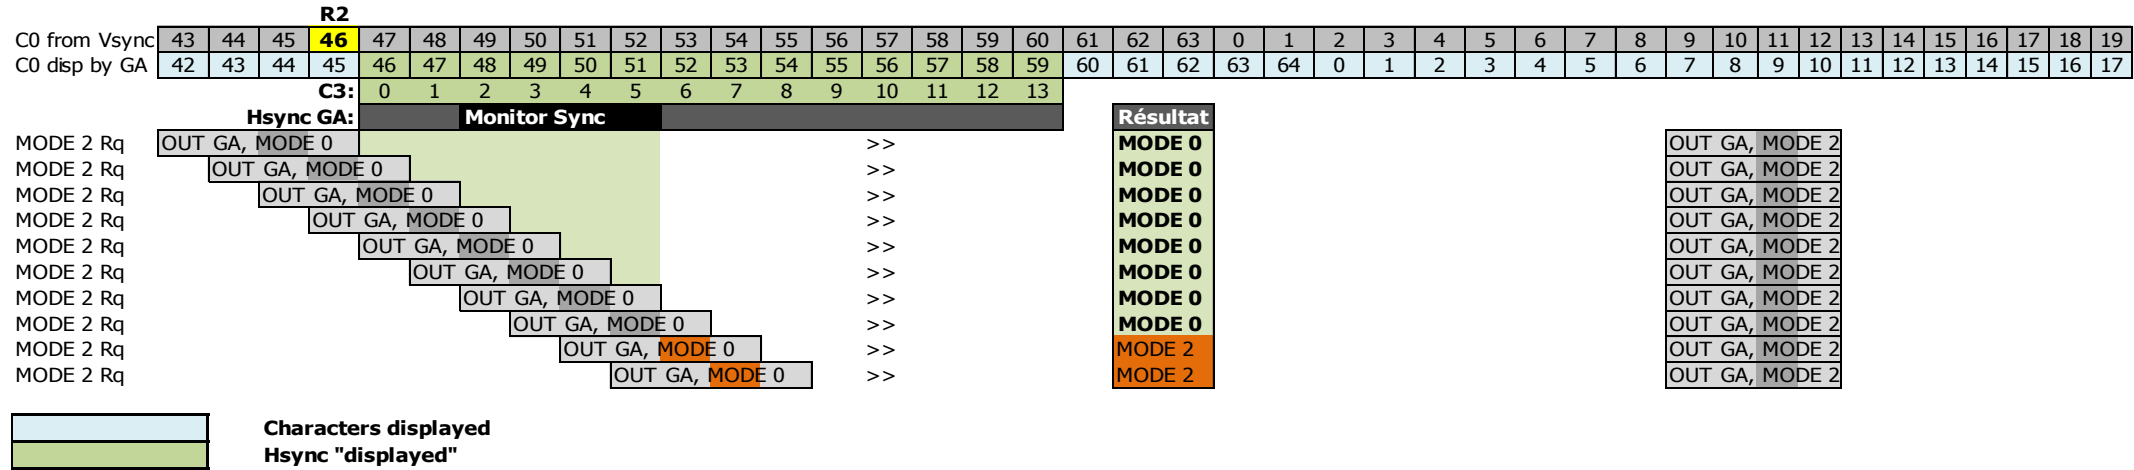 R2
C0 from Vsync 43 44 45 46 47 48 49 50 51 52 53 54 55 56 57 58 59 60 61 62 63 0 1 2 3 4 5 6 7 8 9 10 11 12 13 14 15 16 17 18 19
C0 disp by GA 42 43 44 45 46 47 48 49 50 51 52 53 54 55 56 57 58 59 60 61 62 63 64 0 1 2 3 4 5 6 7 8 9 10 11 12 13 14 15 16 17
C3: 0 1 2 3 4 5 6 7 8 9 10 11 12 13
Hsync GA: Monitor Sync Résultat
MODE 2 Rq OUT GA, MODE 0 >> MODE 0 OUT GA, MODE 2
MODE 2 Rq OUT GA, MODE 0 >> MODE 0 OUT GA, MODE 2
MODE 2 Rq OUT GA, MODE 0 >> MODE 0 OUT GA, MODE 2
MODE 2 Rq OUT GA, MODE 0 >> MODE 0 OUT GA, MODE 2
MODE 2 Rq OUT GA, MODE 0 >> MODE 0 OUT GA, MODE 2
MODE 2 Rq OUT GA, MODE 0 >> MODE 0 OUT GA, MODE 2
MODE 2 Rq OUT GA, MODE 0 >> MODE 0 OUT GA, MODE 2
MODE 2 Rq OUT GA, MODE 0 >> MODE 0 OUT GA, MODE 2
MODE 2 Rq OUT GA, MODE 0 >> MODE 2 OUT GA, MODE 2
MODE 2 Rq OUT GA, MODE 0 >> MODE 2 OUT GA, MODE 2
Characters displayed
Hsync "displayed"